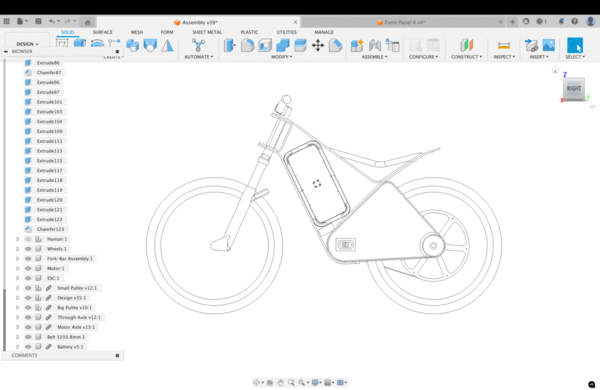 Assembly v39*
Form Panel 4 v4*
1
DESIGN
SOLID
SURFACE
MESH
FORM
SHEET METAL
PLASTIC
UTILITIES
MANAGE
CREATE
AUTOMATE
MODIFY
ASSEMBLE
CONFIGURE
CONSTRUCT
INSPECT
INSERT
SELECT
BROWSER
Extrude86
Chamfer87
Extrude96
Extrude97
Extrude101
Extrude103
Extrude104
Extrude109
Extrude111
Extrude113
Extrude115
Extrude117
Extrude118
Extrude119
Extrude120
Extrude121
Extrude122
Chamfer123
Human:1
Wheels:1
Fork-Bar Assembly:1
Motor:1
ESC:1
Small Pulley v12:1
Design v35:1
Big Pulley v10:1
Through Axle v12:1
Motor Axle v13:1
Belt 1203.8mm:1
Battery v5:1
COMMENTS
Z
RIGHT
X
Y